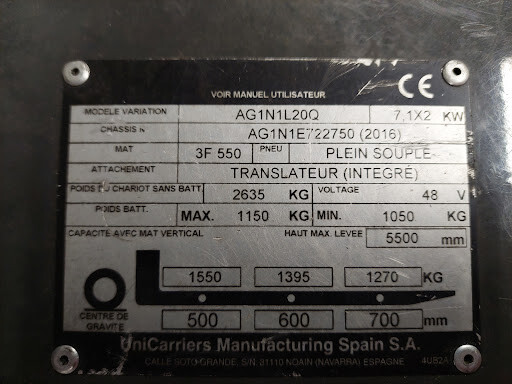 VOIR MANUEL UTILISATEUR
CE
MODELE VARIATION AG1N1L20Q 7,1X2 KW
CHASSIS N AG1N1E722750 (2016)
MAT 3F 550 PNEU PLEIN SOUPLE
ATTACHEMENT TRANSLATEUR (INTEGRÉ)
POIDS DU CHARIOT SANS BATT. 2635 KG VOLTAGE 48 V
POIDS BATT. MAX. 1150 KG MIN. 1050 KG
CAPACITE AVEC MAT VERTICAL HAUT MAX. LEVEE 5500 mm
1550 1395 1270 KG
CENTRE DE GRAVITE 500 600 700 mm
UniCarriers Manufacturing Spain S.A.
CALLE SOTO GRANDE, S/N, 31110 NOAIN (NAVARRA) ESPAGNE 4UB2A